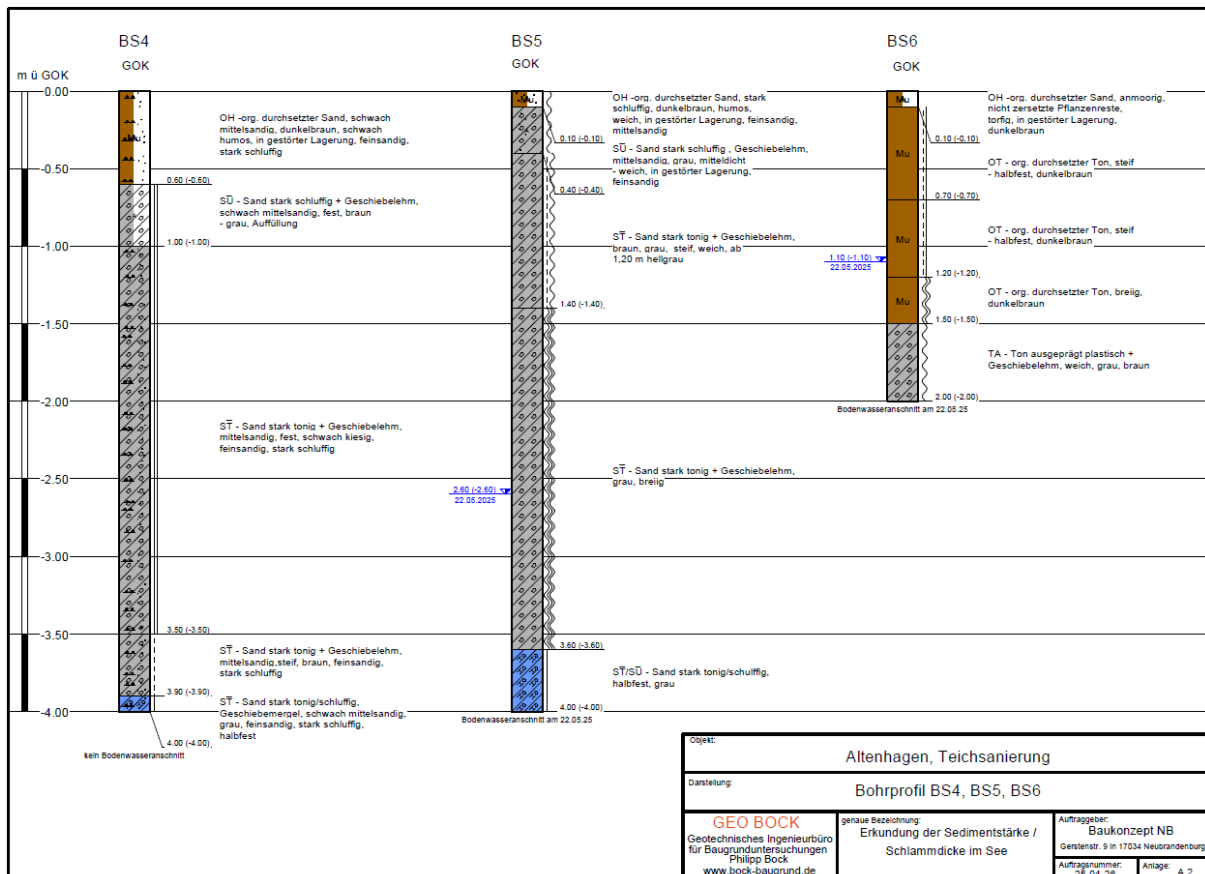 BS4
GOK
BS5
GOK
BS6
GOK
m ü GOK
0.00
-0.50
-1.00
-1.50
-2.00
-2.50
-3.00
-3.50
-4.00
Mu
OH -org. durchsetzter Sand, schwach
mittelsandig, dunkelbraun, schwach
humos, in gestörter Lagerung, feinsandig,
stark schluffig
0.60 (-0.60)
SŪ - Sand stark schluffig + Geschiebelehm,
schwach mittelsandig, fest, braun
- grau, Auffüllung
1.00 (-1.00)
ST̅ - Sand stark tonig + Geschiebelehm,
mittelsandig, fest, schwach kiesig,
feinsandig, stark schluffig
3.50 (-3.50)
ST̅ - Sand stark tonig + Geschiebelehm,
mittelsandig,steif, braun, feinsandig,
stark schluffig
3.90 (-3.90)
ST̅ - Sand stark tonig/schluffig,
Geschiebemergel, schwach mittelsandig,
grau, feinsandig, stark schluffig,
halbfest
4.00 (-4.00)
kein Bodenwasseranschnitt
Mu
OH -org. durchsetzter Sand, stark
schluffig, dunkelbraun, humos,
weich, in gestörter Lagerung, feinsandig,
mittelsandig
0.10 (-0.10)
SŪ - Sand stark schluffig , Geschiebelehm,
mittelsandig, grau, mitteldicht
- weich, in gestörter Lagerung,
feinsandig
0.40 (-0.40)
ST̅ - Sand stark tonig + Geschiebelehm,
braun, grau, steif, weich, ab
1,20 m hellgrau
1.40 (-1.40)
2.60 (-2.60)
22.05.2025
ST̅ - Sand stark tonig + Geschiebelehm,
grau, breiig
3.60 (-3.60)
ST̅/SŪ - Sand stark tonig/schulffig,
halbfest, grau
4.00 (-4.00)
Bodenwasseranschnitt am 22.05.25
Mu
OH -org. durchsetzter Sand, anmoorig,
nicht zersetzte Pflanzenreste,
torfig, in gestörter Lagerung,
dunkelbraun
0.10 (-0.10)
Mu
OT - org. durchsetzter Ton, steif
- halbfest, dunkelbraun
0.70 (-0.70)
Mu
OT - org. durchsetzter Ton, steif
- halbfest, dunkelbraun
1.10 (-1.10)
22.05.2025
1.20 (-1.20)
Mu
OT - org. durchsetzter Ton, breiig,
dunkelbraun
1.50 (-1.50)
TA - Ton ausgeprägt plastisch +
Geschiebelehm, weich, grau, braun
2.00 (-2.00)
Bodenwasseranschnitt am 22.05.25
Objekt:
Altenhagen, Teichsanierung
Darstellung:
Bohrprofil BS4, BS5, BS6
GEO BOCK
Geotechnisches Ingenieurbüro
für Baugrunduntersuchungen
Philipp Bock
www.bock-baugrund.de
genaue Bezeichnung:
Erkundung der Sedimentstärke /
Schlammdicke im See
Auftraggeber:
Baukonzept NB
Gerstenstr. 9 in 17034 Neubrandenburg
Auftragsnummer:
25 04 26
Anlage:
A 2